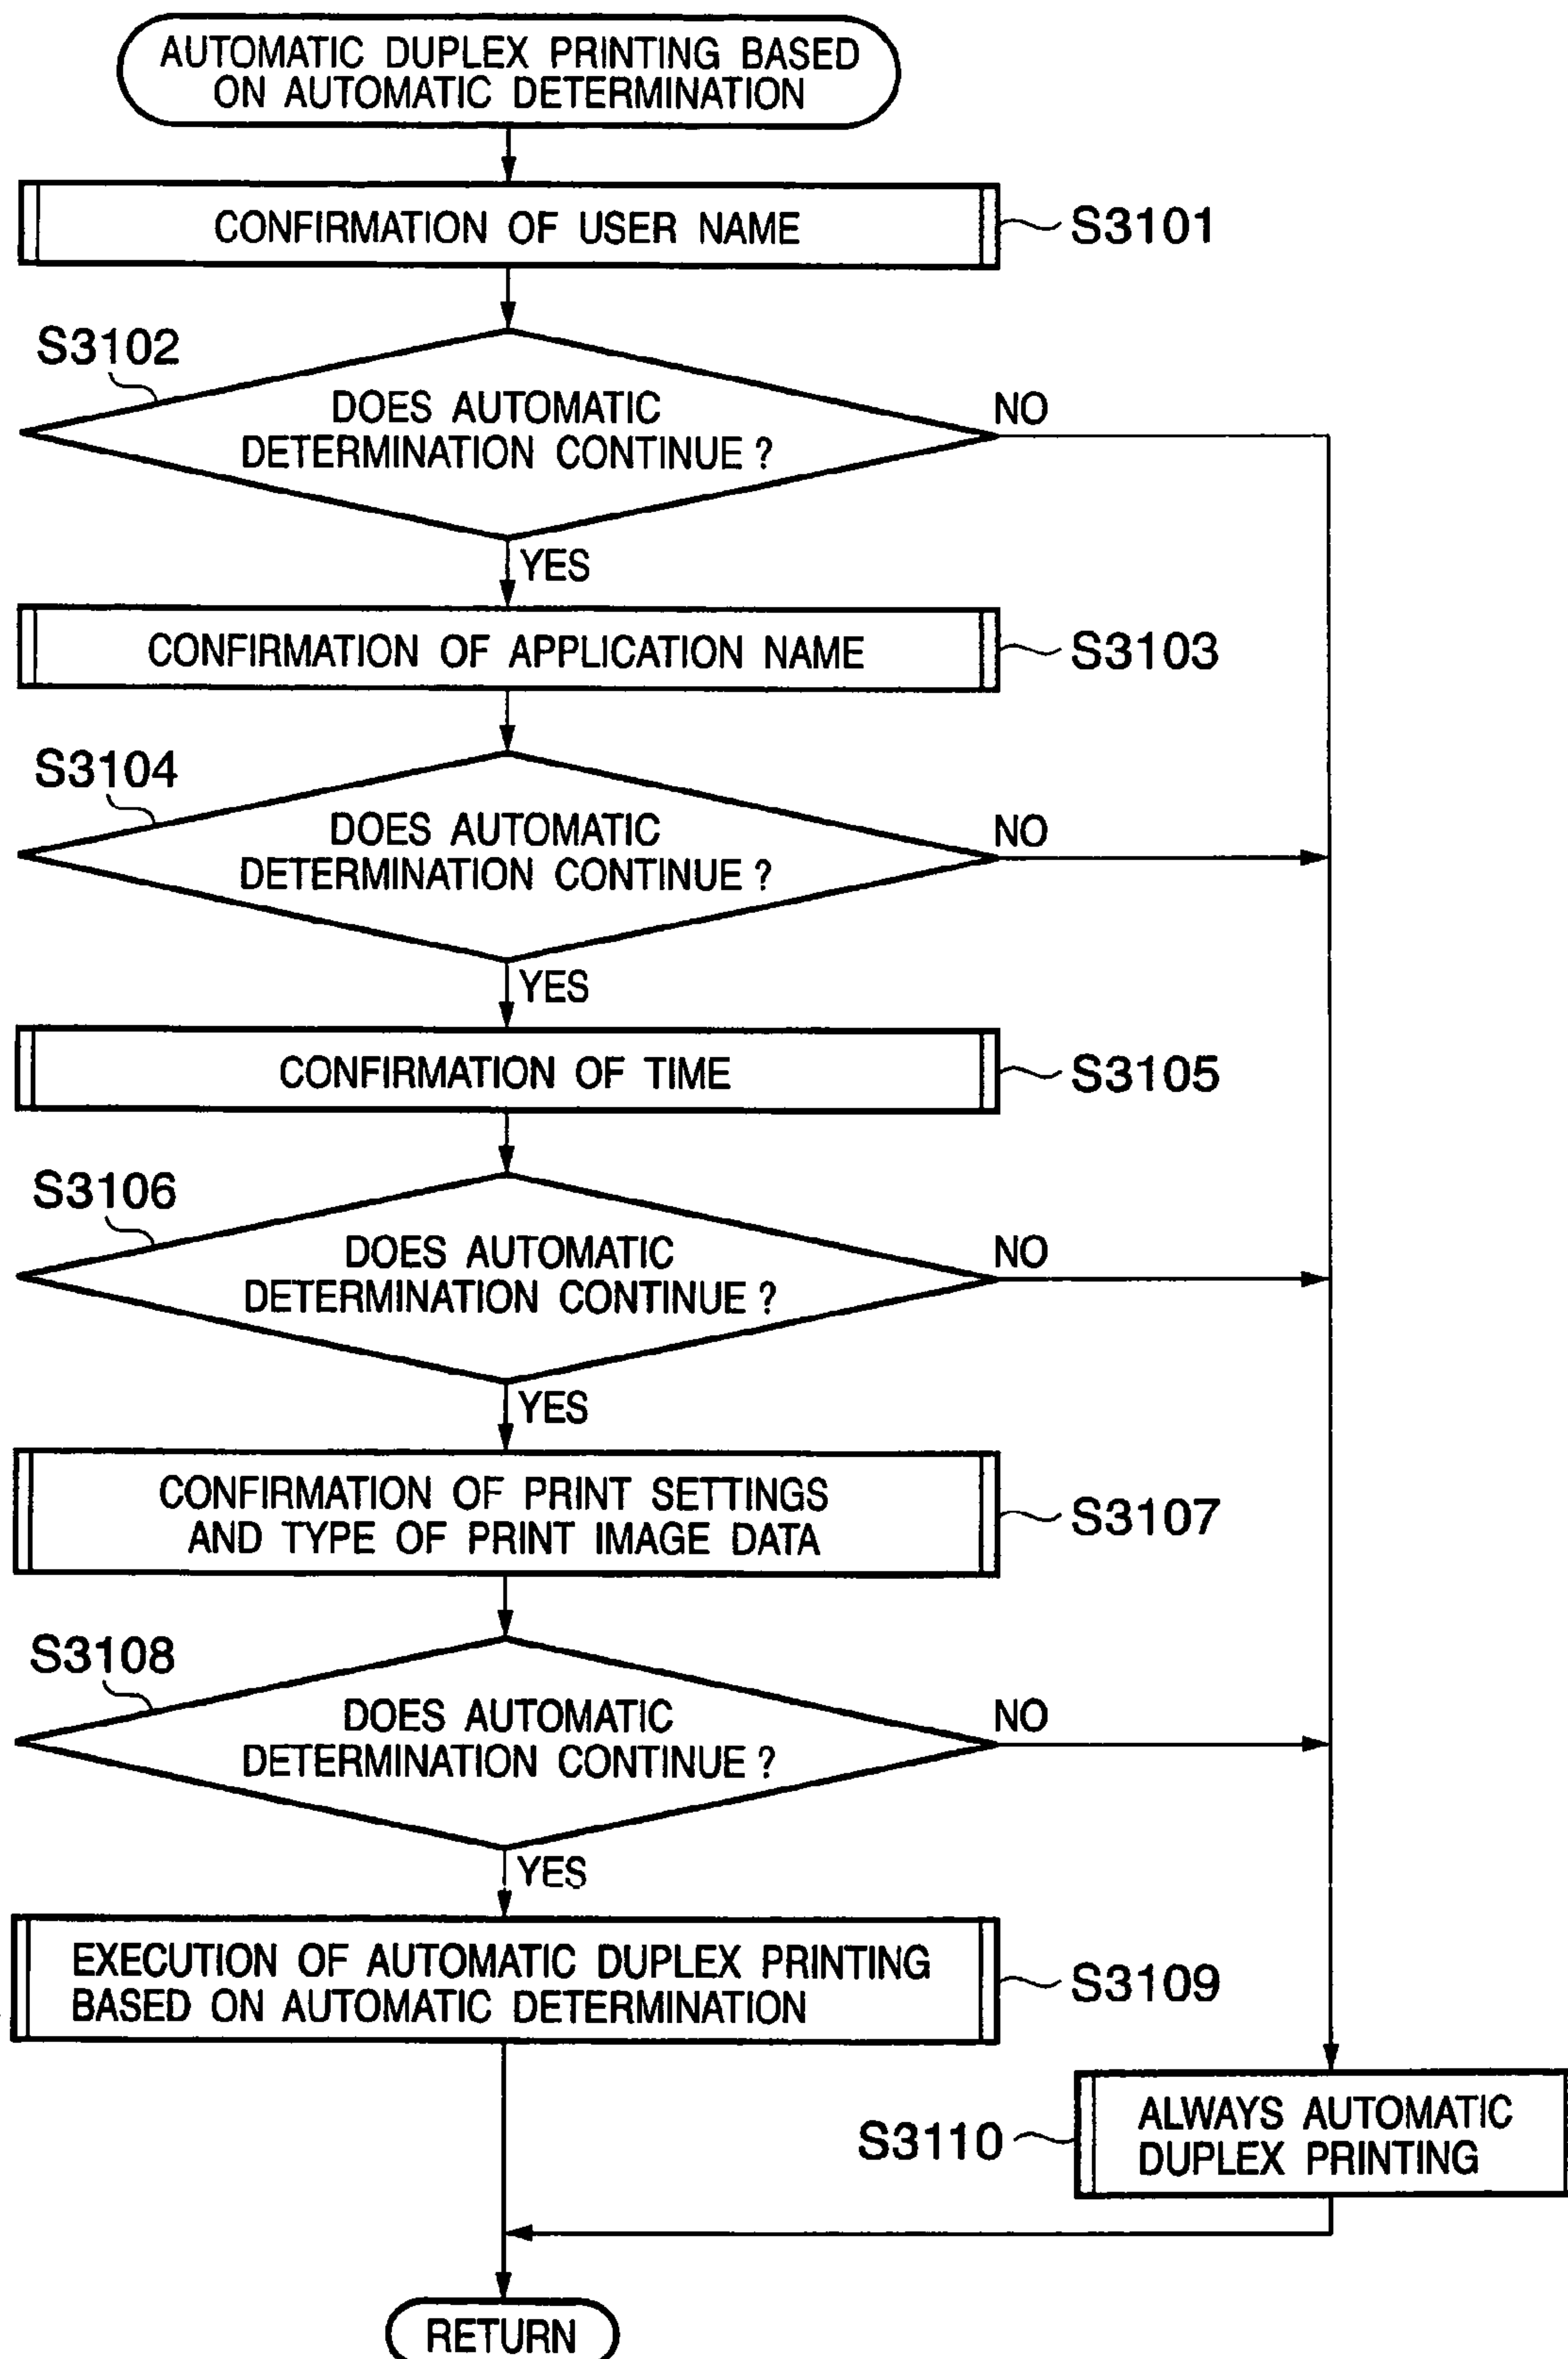 AUTOMATIC DUPLEX PRINTING BASED
ON AUTOMATIC DETERMINATION
CONFIRMATION OF USER NAME
S3101
S3102
DOES AUTOMATIC
DETERMINATION CONTINUE ?
NO
YES
CONFIRMATION OF APPLICATION NAME
S3103
S3104
DOES AUTOMATIC
DETERMINATION CONTINUE ?
NO
YES
CONFIRMATION OF TIME
S3105
S3106
DOES AUTOMATIC
DETERMINATION CONTINUE ?
NO
YES
CONFIRMATION OF PRINT SETTINGS
AND TYPE OF PRINT IMAGE DATA
S3107
S3108
DOES AUTOMATIC
DETERMINATION CONTINUE ?
NO
YES
EXECUTION OF AUTOMATIC DUPLEX PRINTING
BASED ON AUTOMATIC DETERMINATION
S3109
S3110
ALWAYS AUTOMATIC
DUPLEX PRINTING
RETURN